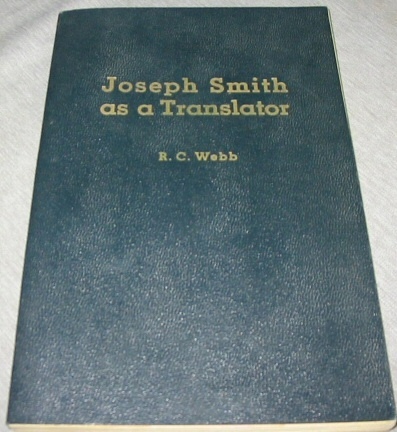 Joseph Smith
as a Translator
R. C. Webb